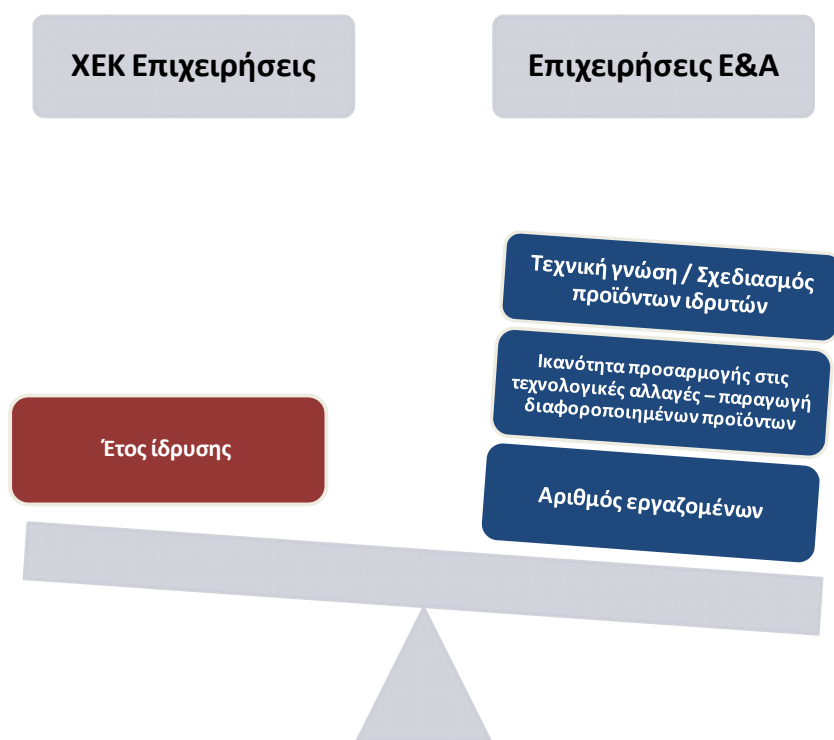 ΧΕΚ Επιχειρήσεις
Επιχειρήσεις Ε&Α
Τεχνική γνώση / Σχεδιασμός
προϊόντων ιδρυτών
Ικανότητα προσαρμογής στις
τεχνολογικές αλλαγές – παραγωγή
διαφοροποιημένων προϊόντων
Έτος ίδρυσης
Αριθμός εργαζομένων